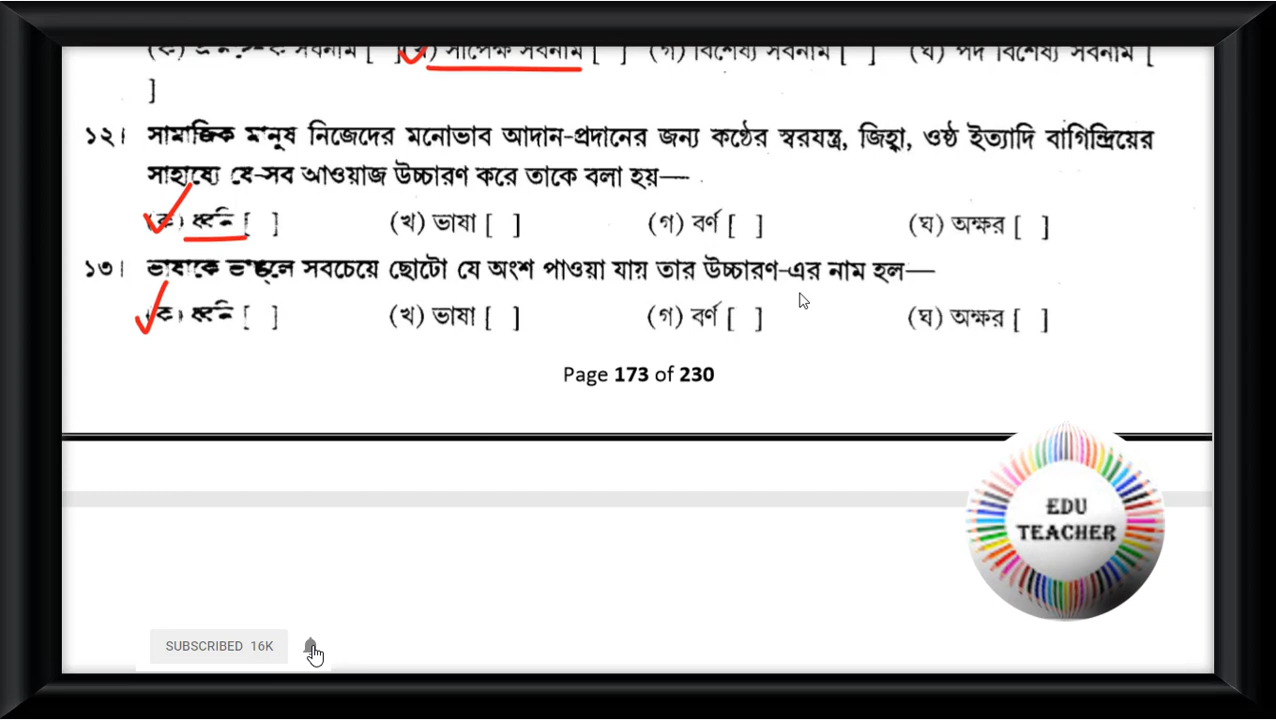 সাপেক্ষ সর্বনাম [ ] (গ) বিশেষ্য সর্বনাম [ ] (ঘ) পদ বিশেষ্য সর্বনাম [
]
১২। সামাজিক মানুষ নিজেদের মনোভাব আদান-প্রদানের জন্য কণ্ঠের স্বরযন্ত্র, জিহ্বা, ওষ্ঠ ইত্যাদি বাগিন্দ্রিয়ের
সাহায্যে যে-সব আওয়াজ উচ্চারণ করে তাকে বলা হয়—
(ক) ধ্বনি [ ] (খ) ভাষা [ ] (গ) বর্ণ [ ] (ঘ) অক্ষর [ ]
১৩। ভাষাকে ভাঙলে সবচেয়ে ছোটো যে অংশ পাওয়া যায় তার উচ্চারণ-এর নাম হল—
(ক) ধ্বনি [ ] (খ) ভাষা [ ] (গ) বর্ণ [ ] (ঘ) অক্ষর [ ]
Page 173 of 230
EDU
TEACHER
SUBSCRIBED 16K